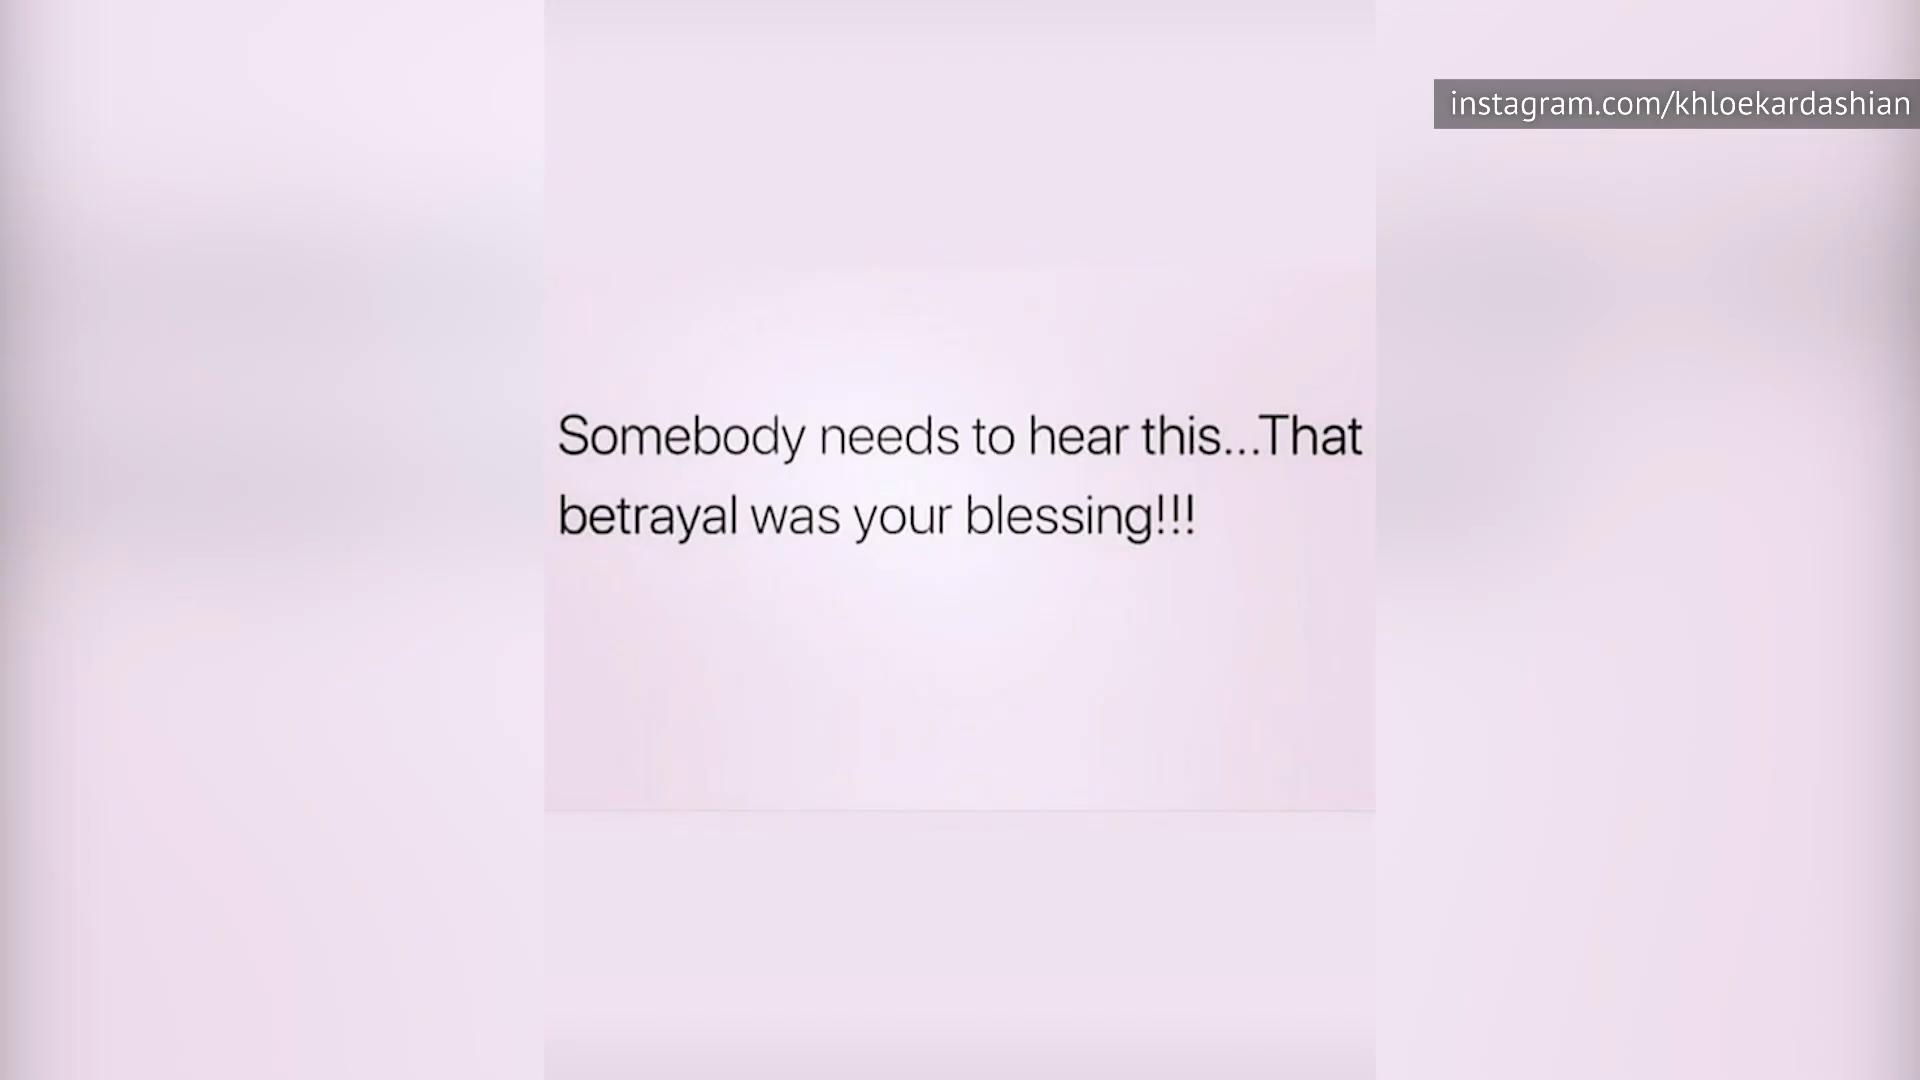 instagram.com/khloekardashian
Somebody needs to hear this...That
betrayal was your blessing!!!